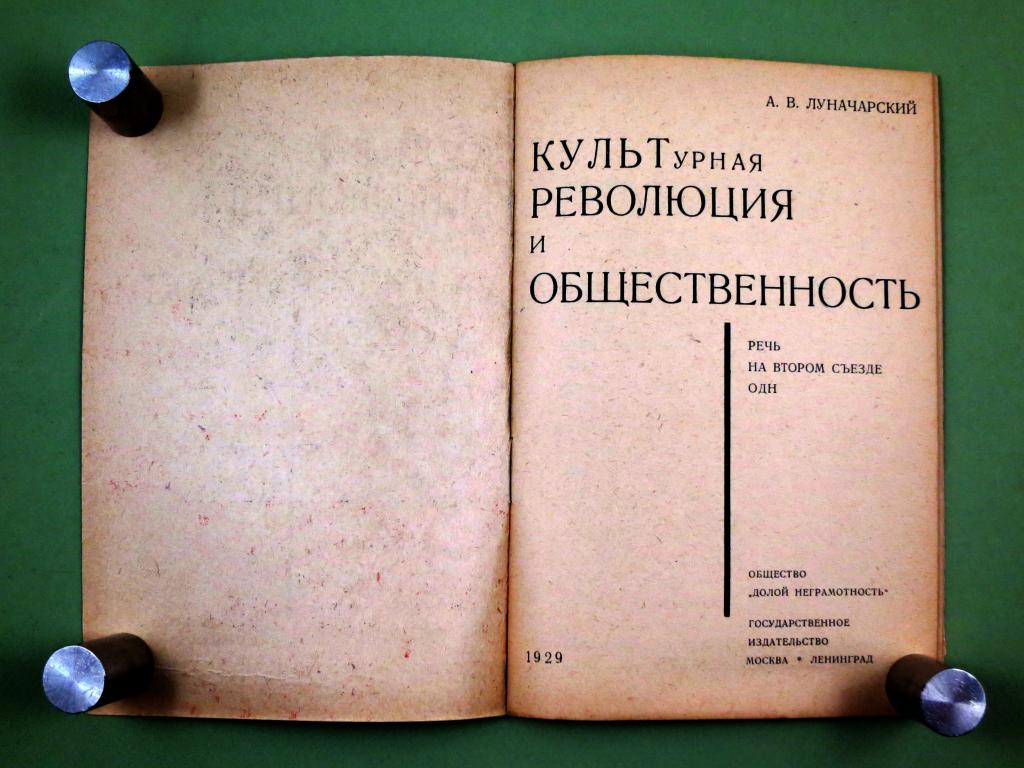 А. В. ЛУНАЧАРСКИЙ
КУЛЬТУРНАЯ
РЕВОЛЮЦИЯ
И
ОБЩЕСТВЕННОСТЬ
РЕЧЬ
НА ВТОРОМ СЪЕЗДЕ
ОДН
ОБЩЕСТВО
„ДОЛОЙ НЕГРАМОТНОСТЬ“
ГОСУДАРСТВЕННОЕ
ИЗДАТЕЛЬСТВО
МОСКВА * ЛЕНИНГРАД
1929